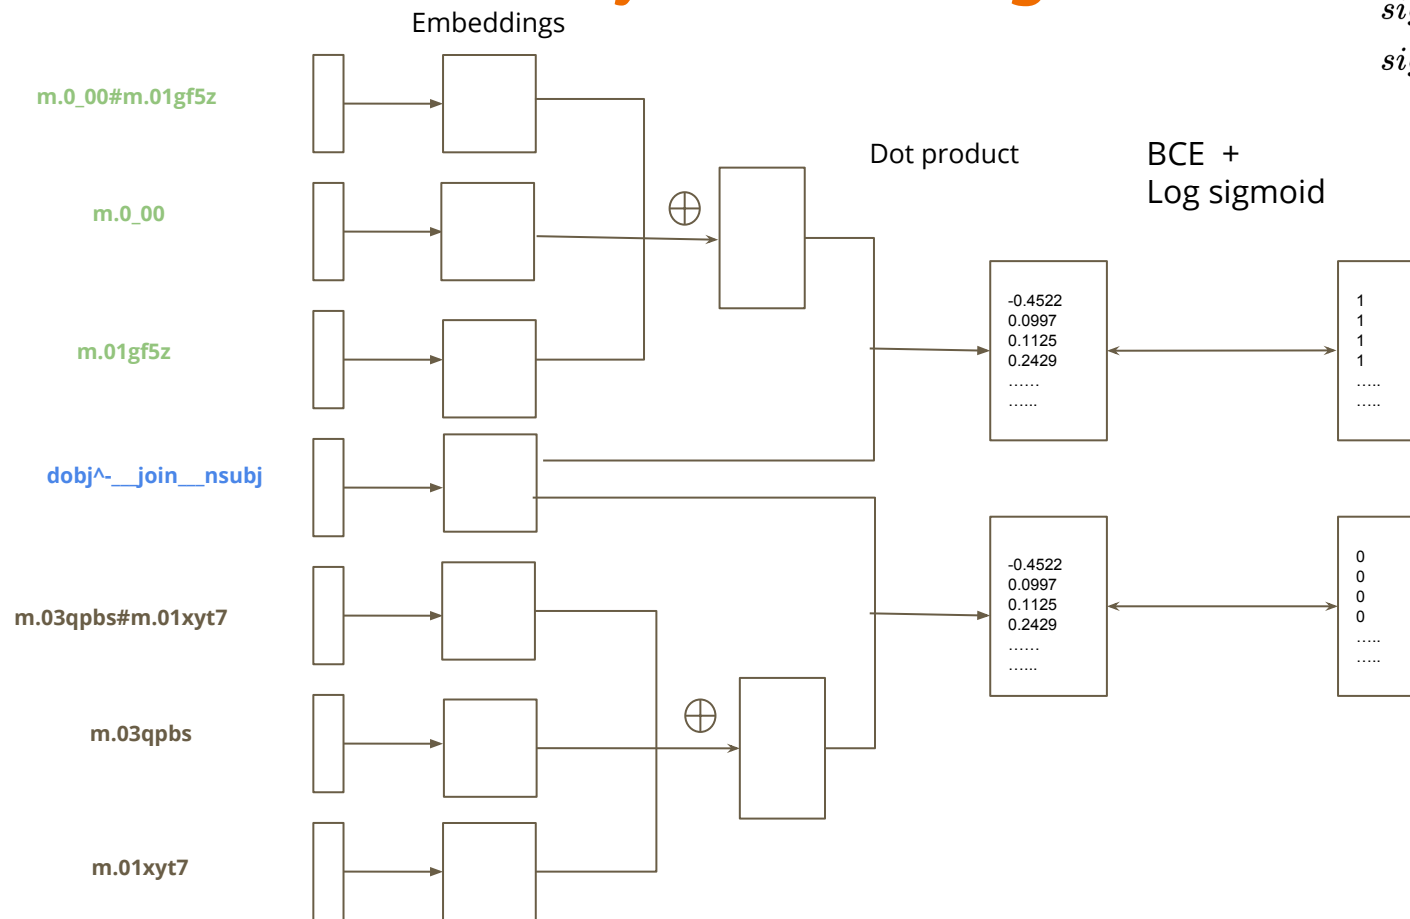 Embeddings
m.0_00#m.01gf5z
m.0_00
m.01gf5z
dobj^-___join___nsubj
m.03qpbs#m.01xyt7
m.03qpbs
m.01xyt7
Dot product
BCE +
Log sigmoid
-0.4522
0.0997
0.1125
0.2429
......
......
1
1
1
1
.....
.....
-0.4522
0.0997
0.1125
0.2429
......
......
0
0
0
0
.....
.....